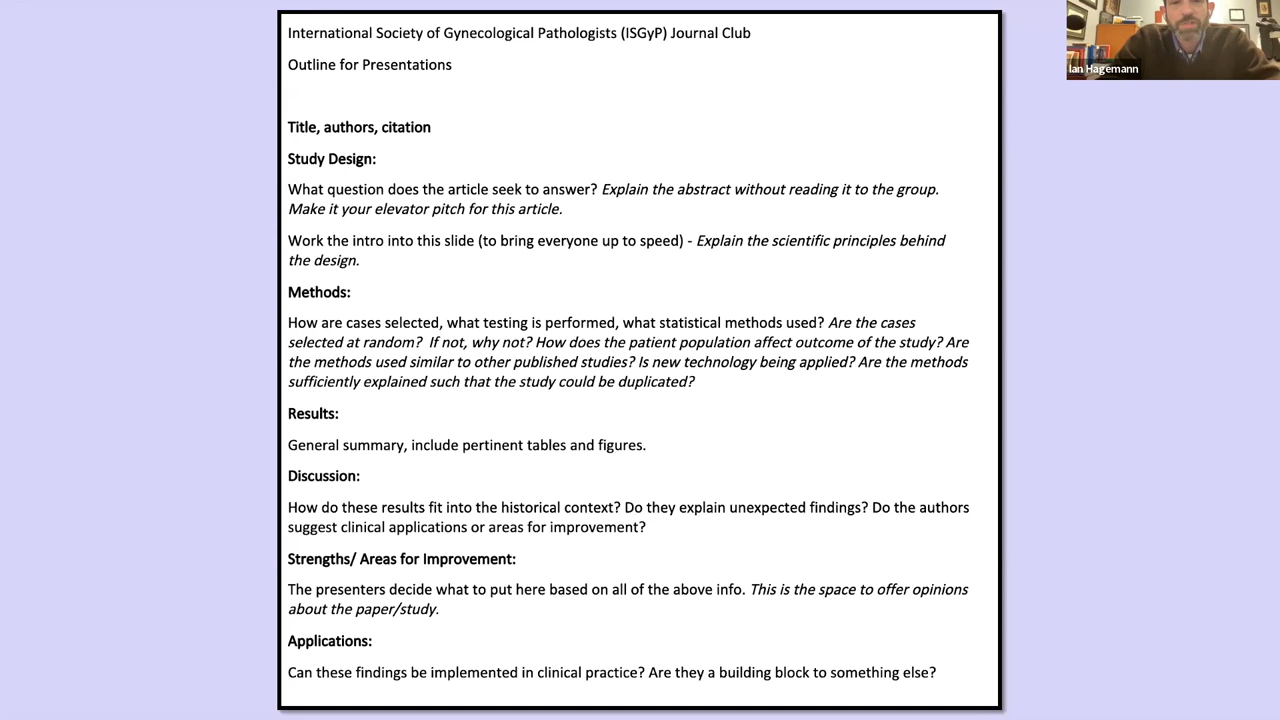 International Society of Gynecological Pathologists (ISGyP) Journal Club
Outline for Presentations
Title, authors, citation
Study Design:
What question does the article seek to answer? Explain the abstract without reading it to the group.
Make it your elevator pitch for this article.
Work the intro into this slide (to bring everyone up to speed) - Explain the scientific principles behind
the design.
Methods:
How are cases selected, what testing is performed, what statistical methods used? Are the cases
selected at random?  If not, why not? How does the patient population affect outcome of the study? Are
the methods used similar to other published studies? Is new technology being applied? Are the methods
sufficiently explained such that the study could be duplicated?
Results:
General summary, include pertinent tables and figures.
Discussion:
How do these results fit into the historical context? Do they explain unexpected findings? Do the authors
suggest clinical applications or areas for improvement?
Strengths/ Areas for Improvement:
The presenters decide what to put here based on all of the above info. This is the space to offer opinions
about the paper/study.
Applications:
Can these findings be implemented in clinical practice? Are they a building block to something else?
Ian Hagemann